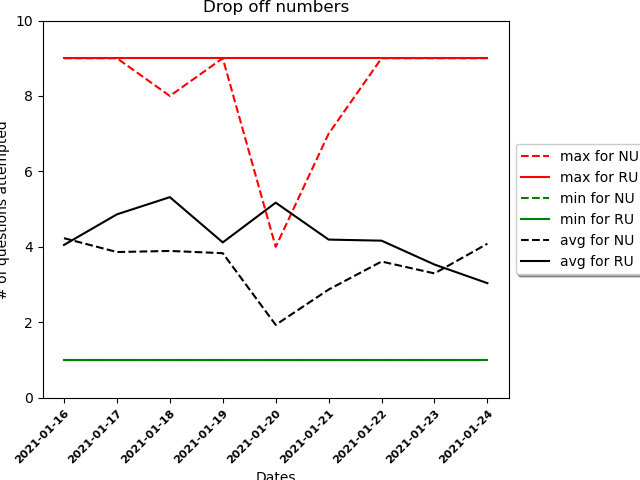 Drop off numbers
10
8
6
4
2
0
# of questions attempted
2021-01-16
2021-01-17
2021-01-18
2021-01-19
2021-01-20
2021-01-21
2021-01-22
2021-01-23
2021-01-24
Dates
max for NU
max for RU
min for NU
min for RU
avg for NU
avg for RU